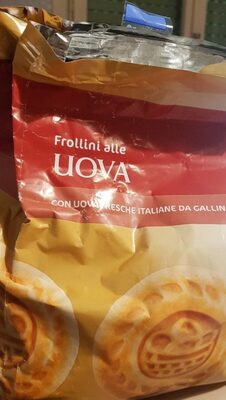 Frollini alle
UOVA
CON UOVA FRESCHE ITALIANE DA GALLIN